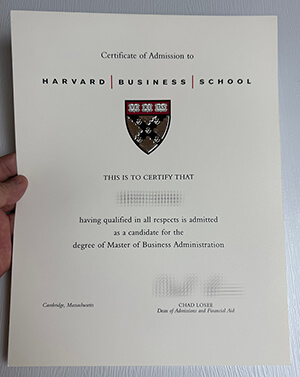 Certificate of Admission to
HARVARD | BUSINESS | SCHOOL
THIS IS TO CERTIFY THAT
having qualified in all respects is admitted
as a candidate for the
degree of Master of Business Administration
Cambridge, Massachusetts
CHAD LOSEE
Dean of Admissions and Financial Aid